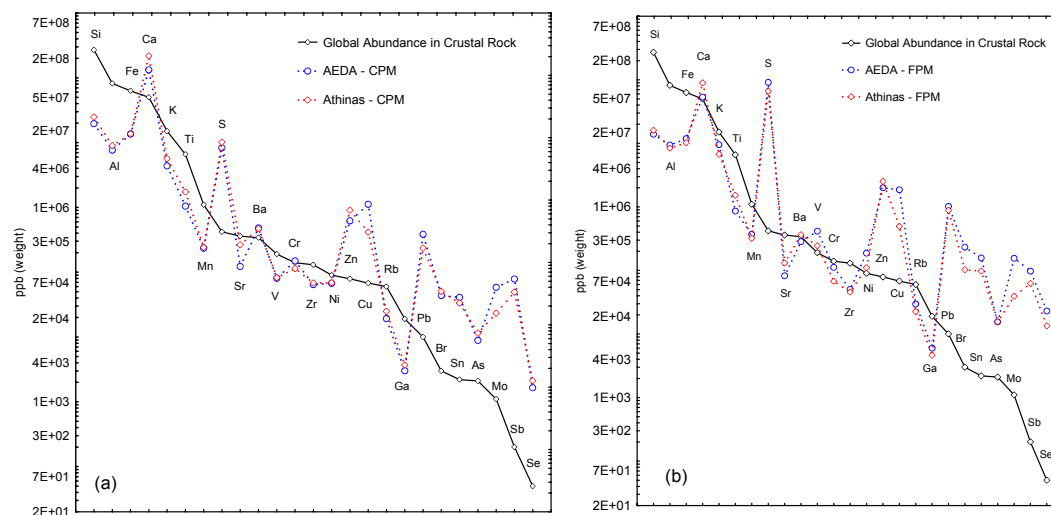 7E+08
2E+08
5E+07
2E+07
4E+06
1E+06
3E+05
7E+04
2E+04
4E+03
1E+03
3E+02
7E+01
2E+01
ppb (weight)
Si
Al
Fe
Ca
K
Ti
Mn
S
Sr
Ba
V
Cr
Zr
Ni
Zn
Cu
Rb
Ga
Pb
Br
Sn
As
Mo
Sb
Se
Global Abundance in Crustal Rock
AEDA - CPM
Athinas - CPM
(a)
7E+08
2E+08
5E+07
2E+07
4E+06
1E+06
3E+05
7E+04
2E+04
4E+03
1E+03
3E+02
7E+01
2E+01
ppb (weight)
Si
Al
Fe
Ca
K
Ti
Mn
S
Sr
Ba
V
Cr
Zr
Ni
Zn
Cu
Rb
Ga
Pb
Br
Sn
As
Mo
Sb
Se
Global Abundance in Crustal Rock
AEDA - FPM
Athinas - FPM
(b)